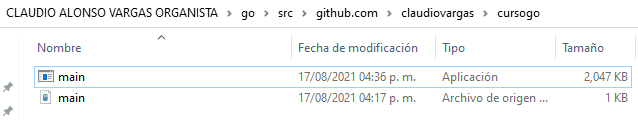 CLAUDIO ALONSO VARGAS ORGANISTA > go > src > github.com > claudiovargas > cursogo
Nombre Fecha de modificación Tipo Tamaño
main 17/08/2021 04:36 p. m. Aplicación 2,047 KB
main 17/08/2021 04:17 p. m. Archivo de origen ... 1 KB